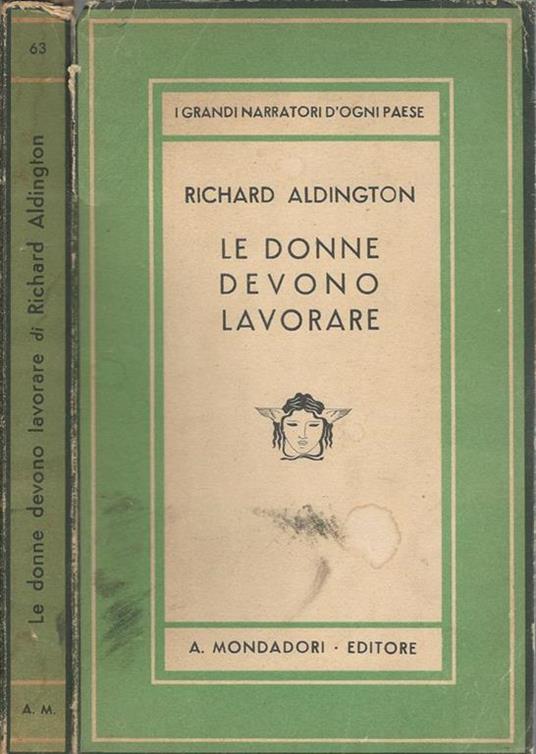 63
Le donne devono lavorare di Richard Aldington
A. M.
I GRANDI NARRATORI D'OGNI PAESE
RICHARD ALDINGTON
LE DONNE
DEVONO
LAVORARE
A. MONDADORI · EDITORE